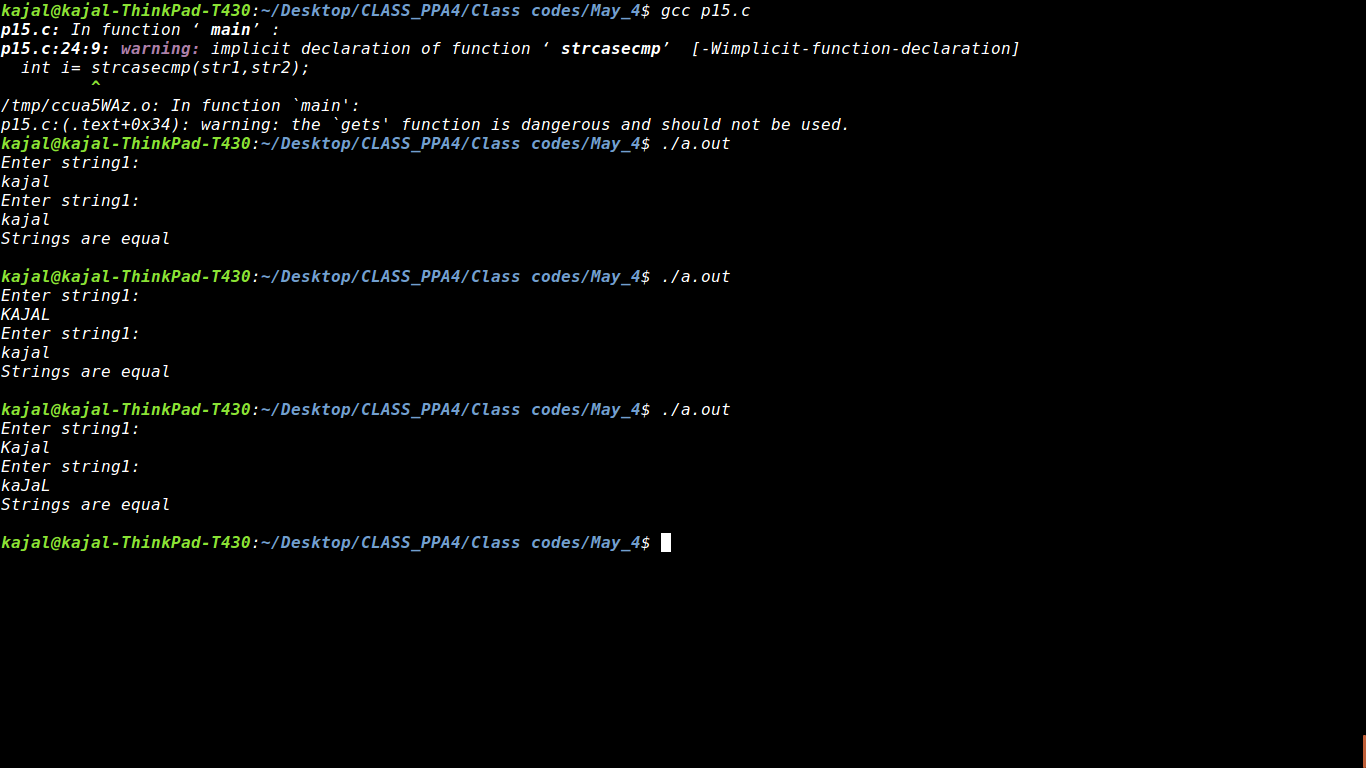 kajal@kajal-ThinkPad-T430:~/Desktop/CLASS_PPA4/Class codes/May_4$ gcc p15.c
p15.c: In function ‘ main’ :
p15.c:24:9: warning: implicit declaration of function ‘ strcasecmp’  [-Wimplicit-function-declaration]
  int i= strcasecmp(str1,str2);
         ^
/tmp/ccua5WAz.o: In function `main':
p15.c:(.text+0x34): warning: the `gets' function is dangerous and should not be used.
kajal@kajal-ThinkPad-T430:~/Desktop/CLASS_PPA4/Class codes/May_4$ ./a.out
Enter string1:
kajal
Enter string1:
kajal
Strings are equal

kajal@kajal-ThinkPad-T430:~/Desktop/CLASS_PPA4/Class codes/May_4$ ./a.out
Enter string1:
KAJAL
Enter string1:
kajal
Strings are equal

kajal@kajal-ThinkPad-T430:~/Desktop/CLASS_PPA4/Class codes/May_4$ ./a.out
Enter string1:
Kajal
Enter string1:
kaJaL
Strings are equal

kajal@kajal-ThinkPad-T430:~/Desktop/CLASS_PPA4/Class codes/May_4$